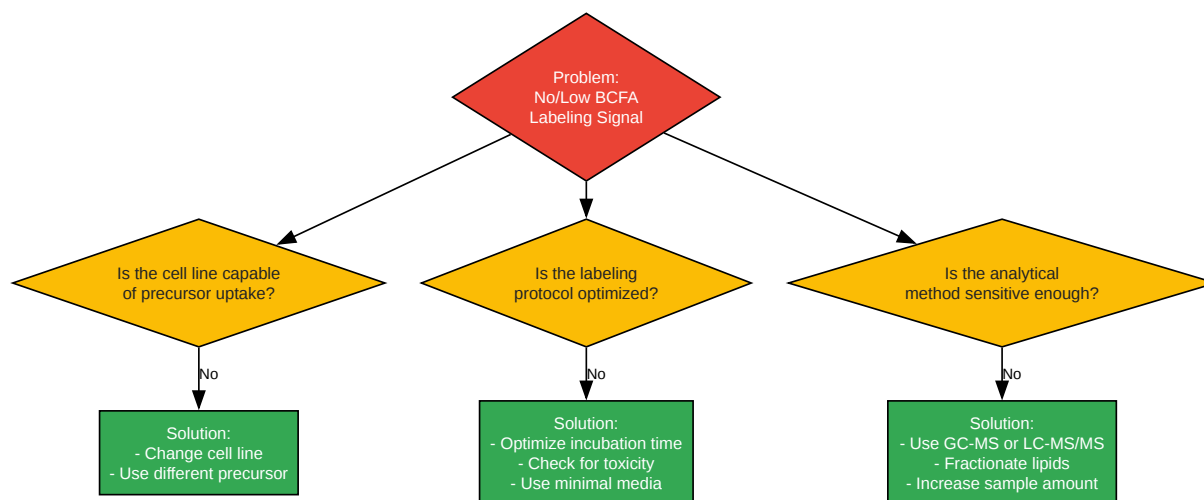 Problem:
No/Low BCFA
Labeling Signal
Is the cell line capable
of precursor uptake?
Is the labeling
protocol optimized?
Is the analytical
method sensitive enough?
No
No
No
Solution:
- Change cell line
- Use different precursor
Solution:
- Optimize incubation time
- Check for toxicity
- Use minimal media
Solution:
- Use GC-MS or LC-MS/MS
- Fractionate lipids
- Increase sample amount